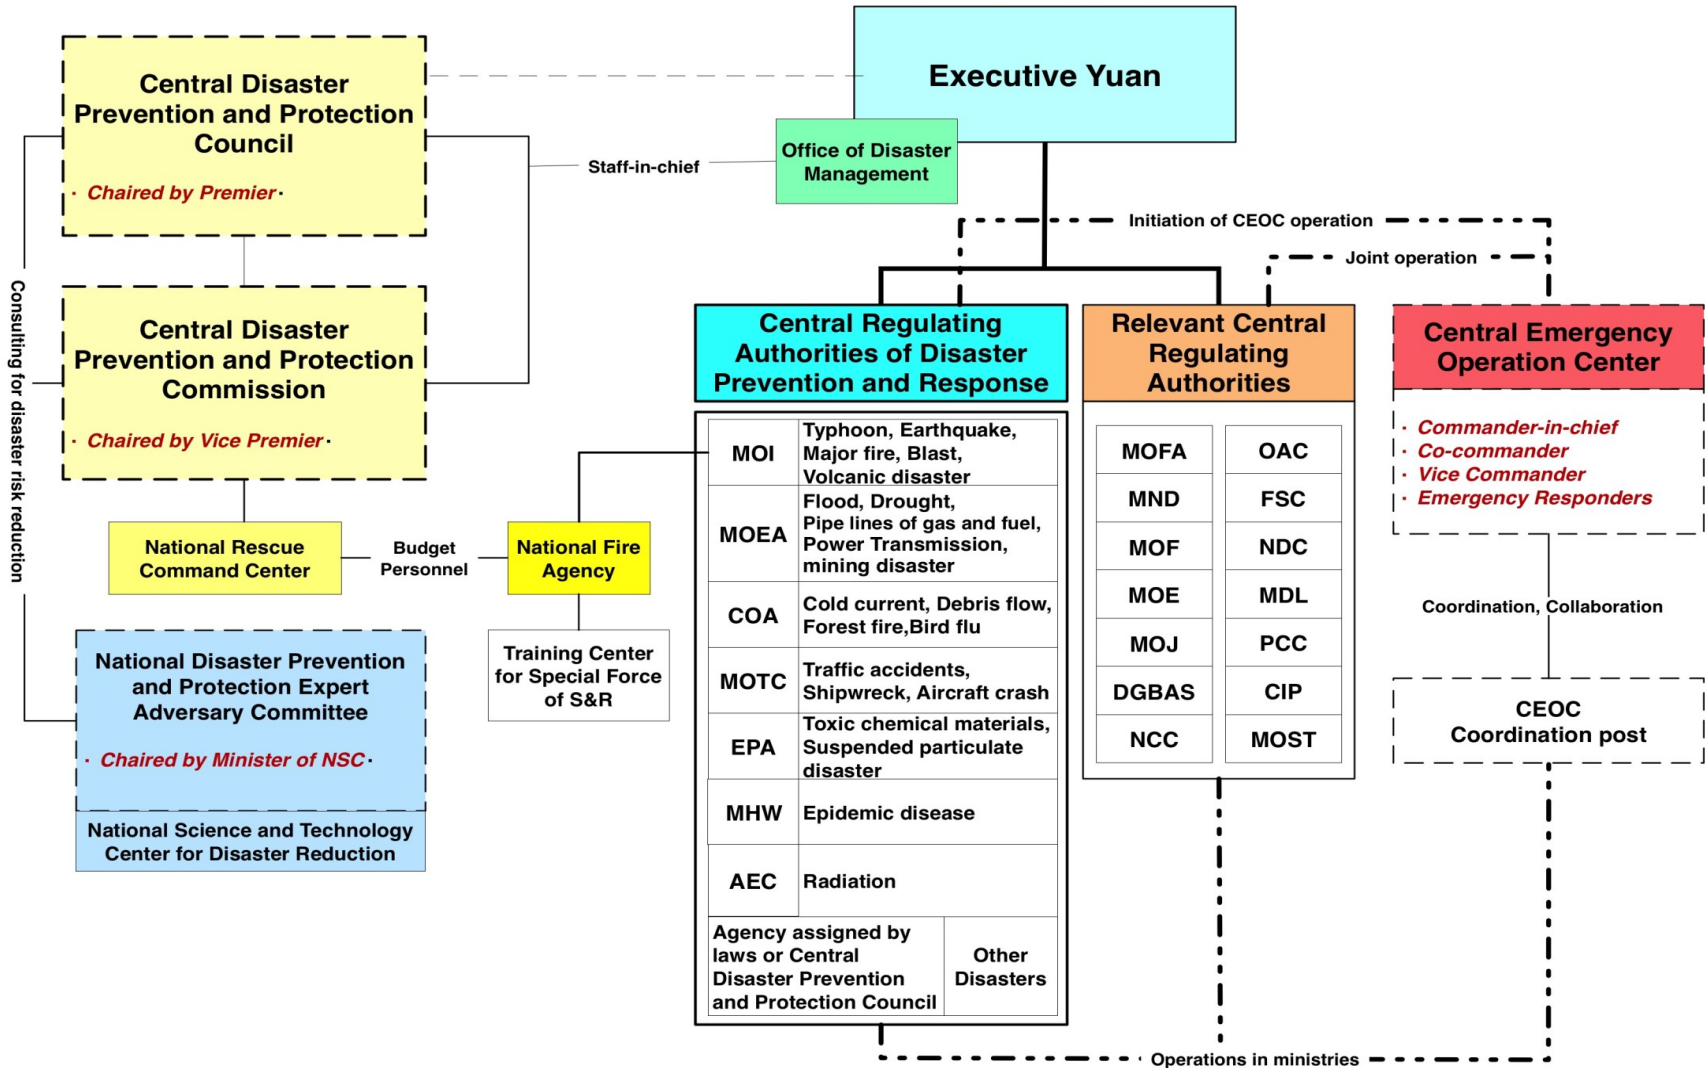 Executive Yuan
Central Disaster
Prevention and Protection
Council
· Chaired by Premier ·
Office of Disaster
Management
Staff-in-chief
Initiation of CEOC operation
Joint operation
Consulting for disaster risk reduction
Central Disaster
Prevention and Protection
Commission
· Chaired by Vice Premier ·
National Rescue
Command Center
Budget
Personnel
National Fire
Agency
Training Center
for Special Force
of S&R
National Disaster Prevention
and Protection Expert
Adversary Committee
· Chaired by Minister of NSC ·
National Science and Technology
Center for Disaster Reduction
Central Regulating
Authorities of Disaster
Prevention and Response
MOI
Typhoon, Earthquake,
Major fire, Blast,
Volcanic disaster
MOEA
Flood, Drought,
Pipe lines of gas and fuel,
Power Transmission,
mining disaster
COA
Cold current, Debris flow,
Forest fire,Bird flu
MOTC
Traffic accidents,
Shipwreck, Aircraft crash
EPA
Toxic chemical materials,
Suspended particulate
disaster
MHW
Epidemic disease
AEC
Radiation
Agency assigned by
laws or Central
Disaster Prevention
and Protection Council
Other
Disasters
Relevant Central
Regulating
Authorities
MOFA
OAC
MND
FSC
MOF
NDC
MOE
MDL
MOJ
PCC
DGBAS
CIP
NCC
MOST
Central Emergency
Operation Center
· Commander-in-chief
· Co-commander
· Vice Commander
· Emergency Responders
Coordination, Collaboration
CEOC
Coordination post
Operations in ministries